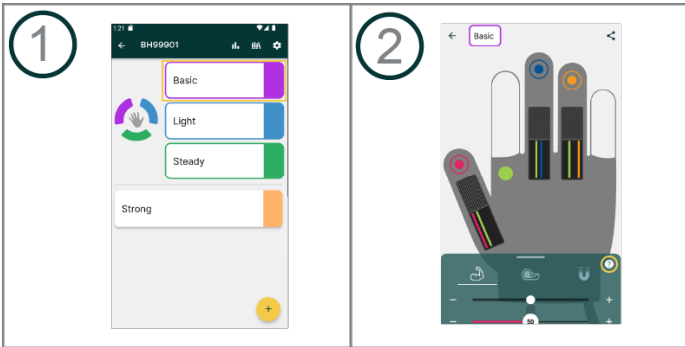 1
1:21
BH99901
Basic
Light
Steady
Strong
+
2
Basic
?
− +
− 50 +